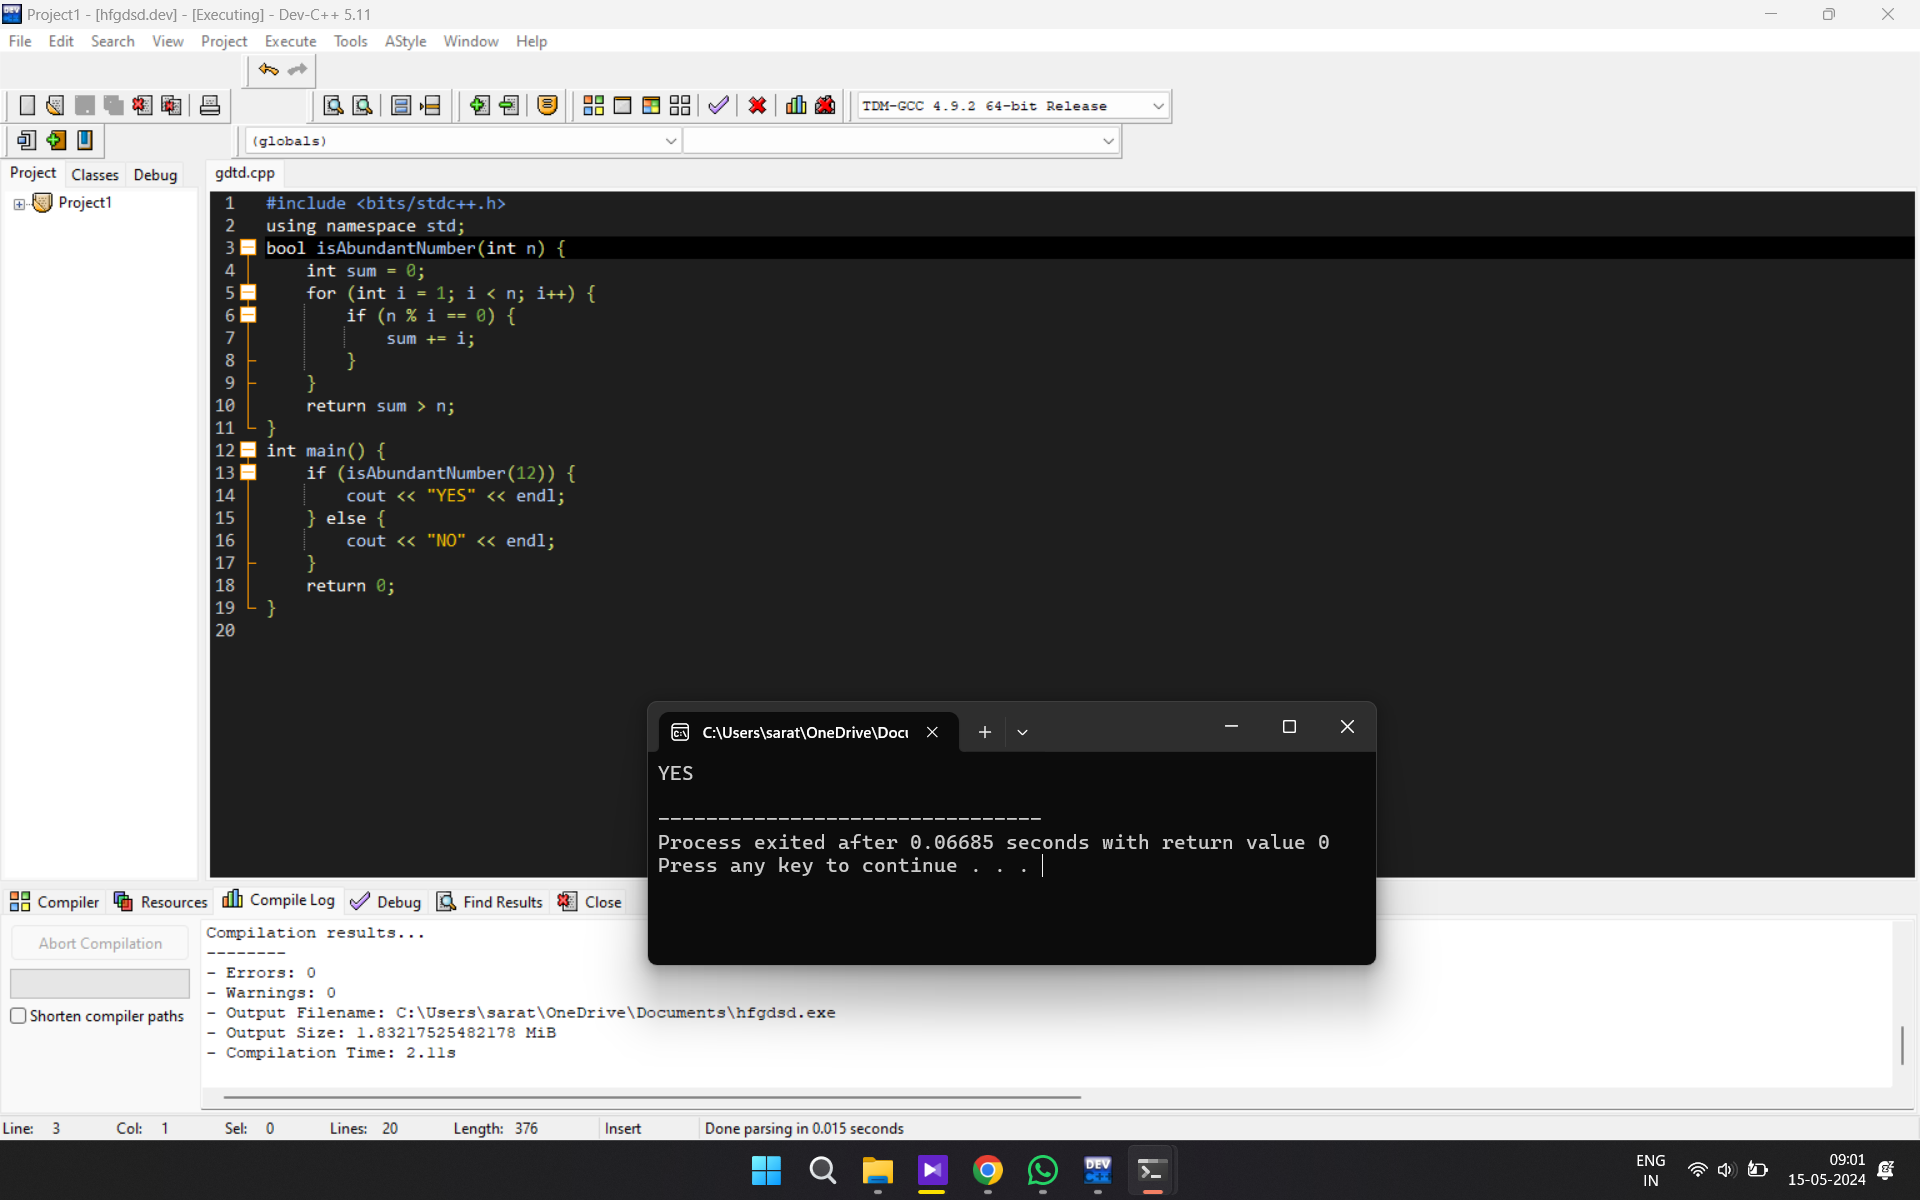 Project1 - [hfgdsd.dev] - [Executing] - Dev-C++ 5.11
File Edit Search View Project Execute Tools AStyle Window Help
TDM-GCC 4.9.2 64-bit Release
(globals)
Project Classes Debug
gdtd.cpp
Project1
1 #include <bits/stdc++.h>
2 using namespace std;
3 bool isAbundantNumber(int n) {
4     int sum = 0;
5     for (int i = 1; i < n; i++) {
6         if (n % i == 0) {
7             sum += i;
8         }
9     }
10     return sum > n;
11 }
12 int main() {
13     if (isAbundantNumber(12)) {
14         cout << "YES" << endl;
15     } else {
16         cout << "NO" << endl;
17     }
18     return 0;
19 }
20
C:\Users\sarat\OneDrive\Docu
YES
--------------------------------
Process exited after 0.06685 seconds with return value 0
Press any key to continue . . .
Compiler Resources Compile Log Debug Find Results Close
Abort Compilation
Shorten compiler paths
Compilation results...
--------
- Errors: 0
- Warnings: 0
- Output Filename: C:\Users\sarat\OneDrive\Documents\hfgdsd.exe
- Output Size: 1.83217525482178 MiB
- Compilation Time: 2.11s
Line: 3 Col: 1 Sel: 0 Lines: 20 Length: 376 Insert Done parsing in 0.015 seconds
DEV C++
ENG IN
09:01
15-05-2024